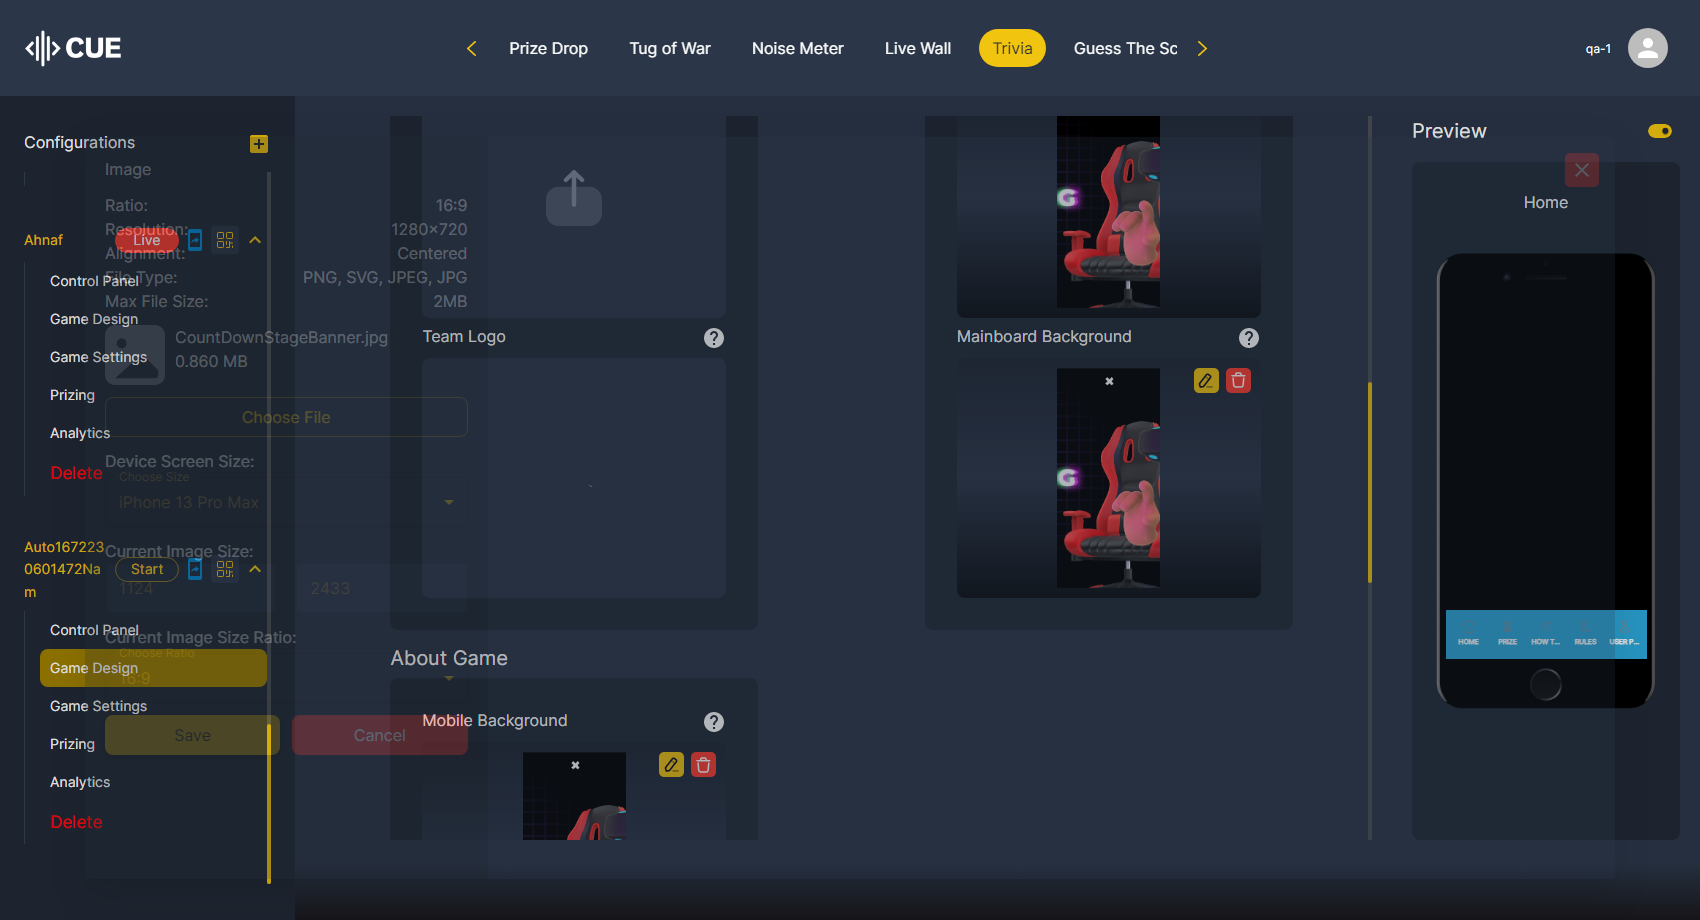 CUE
Prize Drop
Tug of War
Noise Meter
Live Wall
Trivia
Guess The Sc
qa-1
Configurations
Image
Ratio: 16:9
Resolution: 1280×720
Alignment: Centered
File Type: PNG, SVG, JPEG, JPG
Max File Size: 2MB
CountDownStageBanner.jpg
0.860 MB
Choose File
Device Screen Size:
Choose Size
iPhone 13 Pro Max
Current Image Size:
1124 2433
Current Image Size Ratio:
Choose Ratio
16:9
Save
Cancel
Ahnaf
Live
Control Panel
Game Design
Game Settings
Prizing
Analytics
Delete
Auto167223
0601472Na
m
Start
Control Panel
Game Design
Game Settings
Prizing
Analytics
Delete
Team Logo
?
About Game
Mobile Background
?
G
Mainboard Background
?
G
Preview
Home
HOME
PRIZE
HOW T...
RULES
USER P...